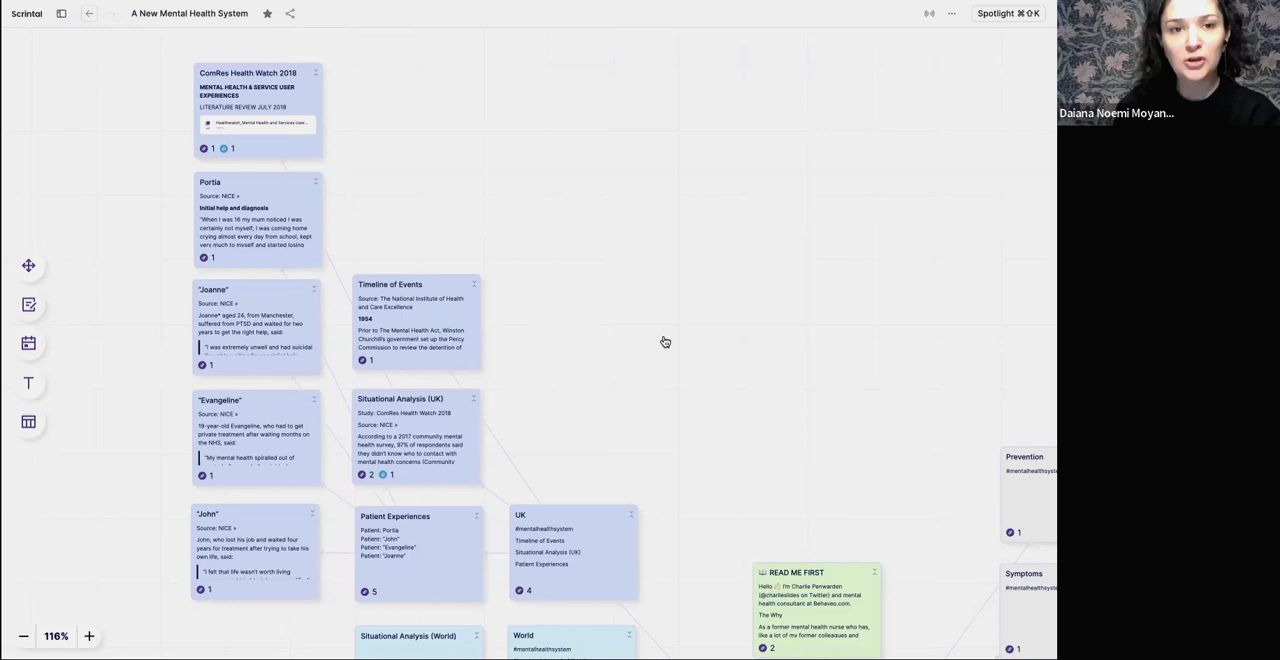 Scrintal
A New Mental Health System
Spotlight ⌘⇧K
Daiana Noemi Moyan...
ComRes Health Watch 2018
MENTAL HEALTH & SERVICE USER
EXPERIENCES
LITERATURE REVIEW JULY 2018
Healthwatch_Mental Health and Services User...
1 1
Portia
Source: NICE »
Initial help and diagnosis
"When I was 16 my mum noticed I was
certainly not myself; I was coming home
crying almost every day from school, kept
very much to myself and started losing
1
"Joanne"
Source: NICE »
Joanne* aged 24, from Manchester,
suffered from PTSD and waited for two
years to get the right help, said:
"I was extremely unwell and had suicidal
1
Timeline of Events
Source: The National Institute of Health
and Care Excellence
1954
Prior to The Mental Health Act, Winston
Churchill's government set up the Percy
Commission to review the detention of
1
"Evangeline"
Source: NICE »
19-year-old Evangeline, who had to get
private treatment after waiting months on
the NHS, said:
"My mental health spiralled out of
1
Situational Analysis (UK)
Study: ComRes Health Watch 2018
Source: NICE »
According to a 2017 community mental
health survey, 97% of respondents said
they didn't know who to contact with
mental health concerns (Community
2 1
"John"
Source: NICE »
John, who lost his job and waited four
years for treatment after trying to take his
own life, said:
"I felt that life wasn't worth living
1
Patient Experiences
Patient: Portia
Patient: "John"
Patient: "Evangeline"
Patient: "Joanne"
5
UK
#mentalhealthsystem
Timeline of Events
Situational Analysis (UK)
Patient Experiences
4
Prevention
#mentalhealthsyste
1
📖 READ ME FIRST
Hello 👋 I'm Charlie Penwarden
(@charlieslides on Twitter) and mental
health consultant at Behaveo.com.
The Why
As a former mental health nurse who has,
like a lot of my former colleagues and
2
Symptoms
#mentalhealthsyste
1
Situational Analysis (World)
World
#mentalhealthsystem
116%